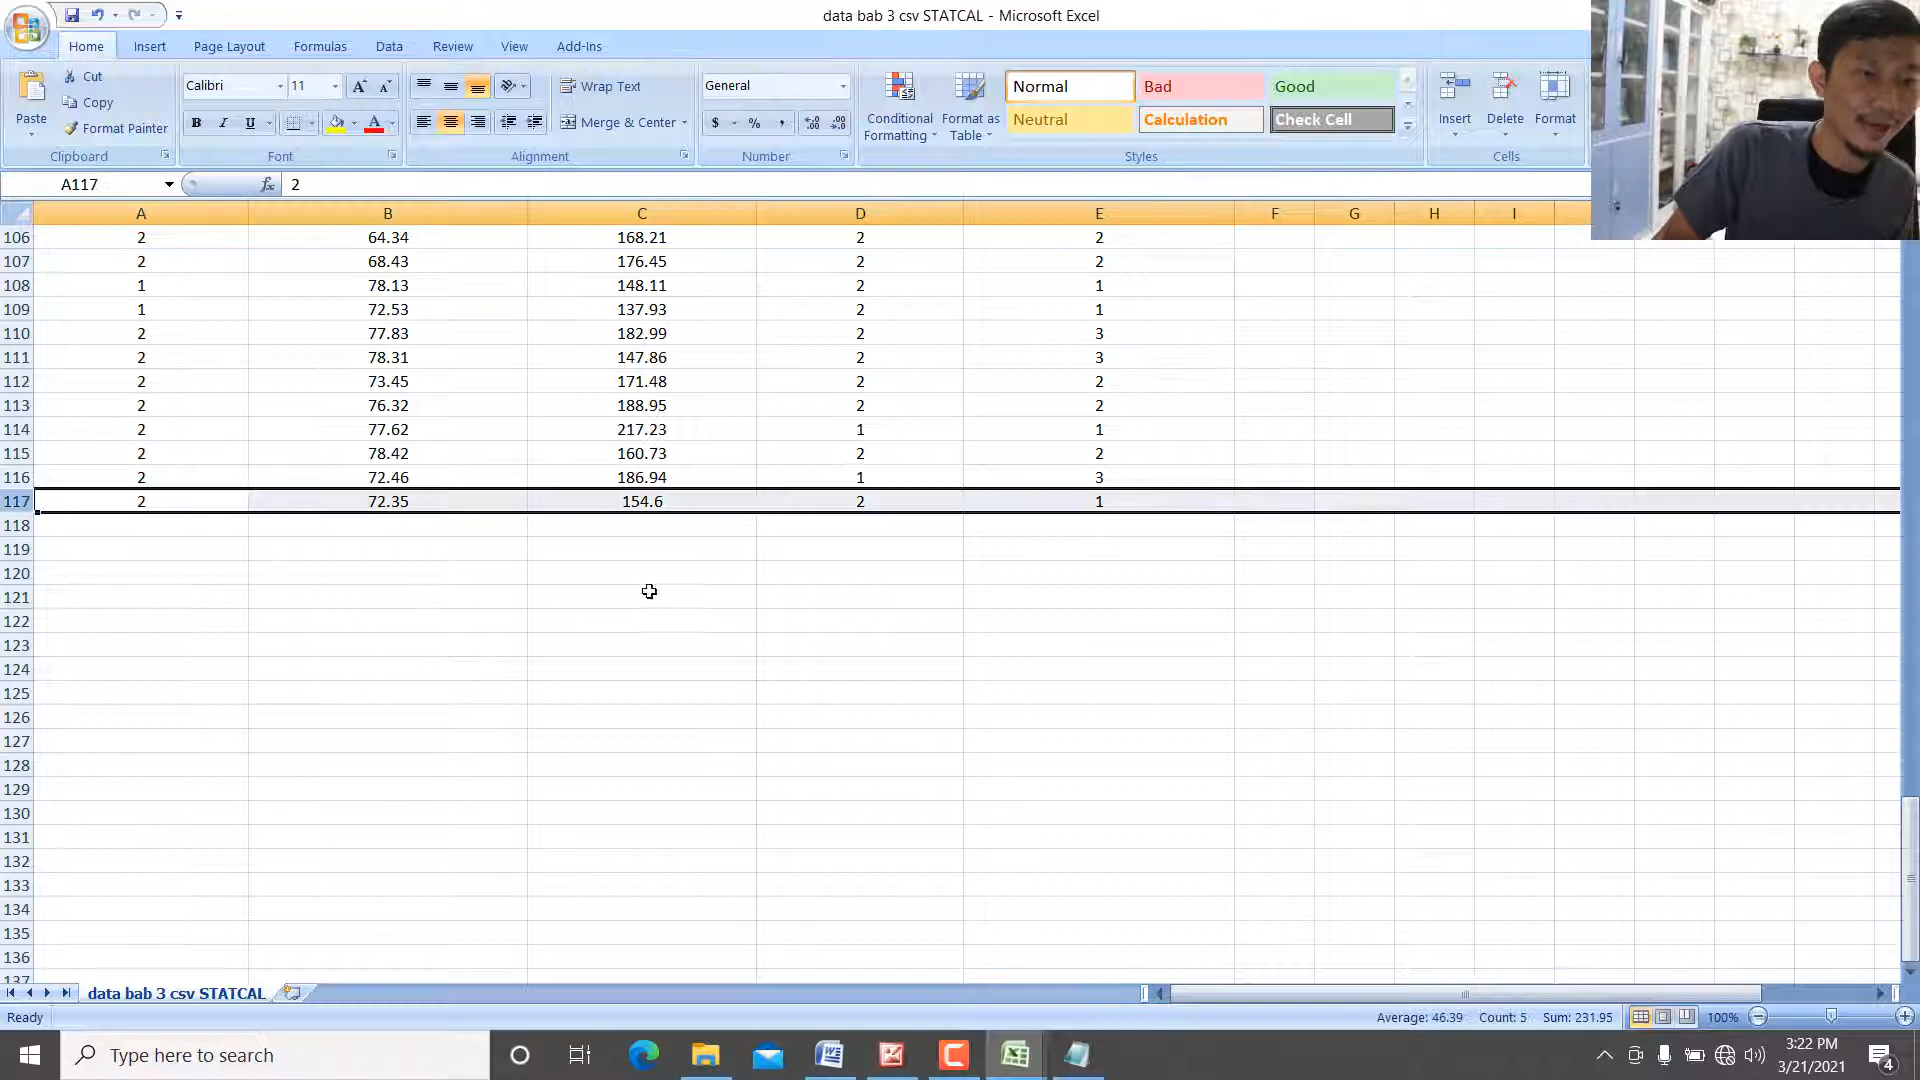 data bab 3 csv STATCAL - Microsoft Excel
Home Insert Page Layout Formulas Data Review View Add-Ins
Paste Cut Copy Format Painter
Clipboard
Calibri 11
B I U A
Font
Wrap Text
Merge & Center
Alignment
General
$ % ,
Number
Conditional Formatting
Format as Table
Normal Bad Good
Neutral Calculation Check Cell
Styles
Insert Delete Format
Cells
A117 fx 2
A B C D E F G H I
106 2 64.34 168.21 2 2
107 2 68.43 176.45 2 2
108 1 78.13 148.11 2 1
109 1 72.53 137.93 2 1
110 2 77.83 182.99 2 3
111 2 78.31 147.86 2 3
112 2 73.45 171.48 2 2
113 2 76.32 188.95 2 2
114 2 77.62 217.23 1 1
115 2 78.42 160.73 2 2
116 2 72.46 186.94 1 3
117 2 72.35 154.6 2 1
118
119
120
121
122
123
124
125
126
127
128
129
130
131
132
133
134
135
136
137
data bab 3 csv STATCAL
Ready Average: 46.39 Count: 5 Sum: 231.95 100%
Type here to search
3:22 PM
3/21/2021
4